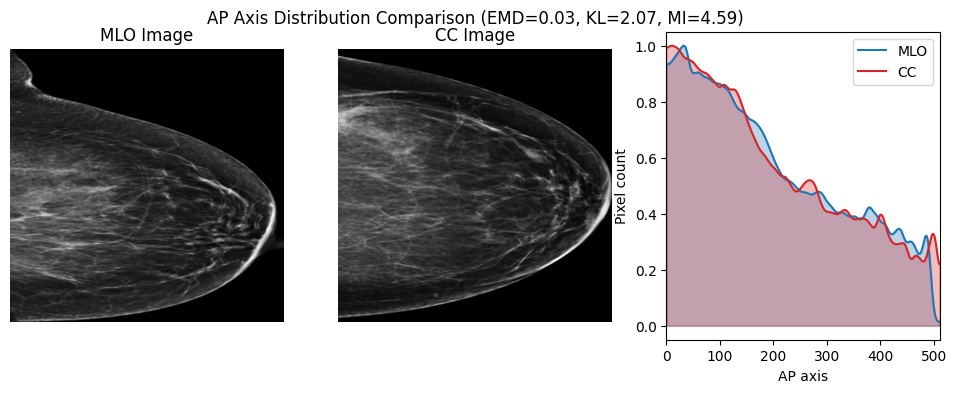 AP Axis Distribution Comparison (EMD=0.03, KL=2.07, MI=4.59)
MLO Image
CC Image
MLO
CC
Pixel count
1.0
0.8
0.6
0.4
0.2
0.0
0 100 200 300 400 500
AP axis